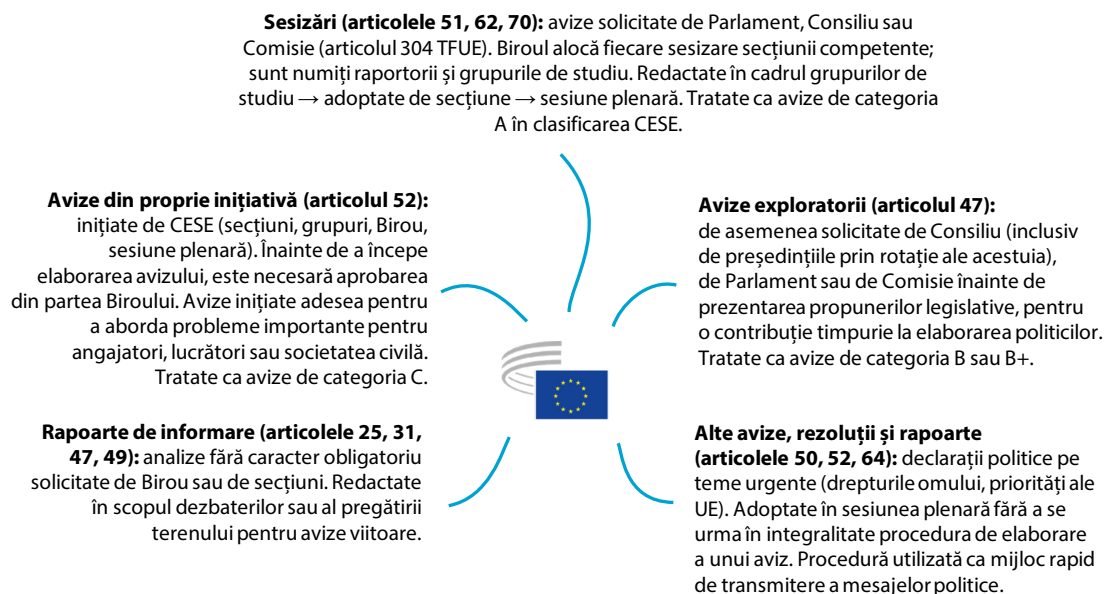 Sesizări (articolele 51, 62, 70): avize solicitate de Parlament, Consiliu sau
Comisie (articolul 304 TFUE). Biroul alocă fiecare sesizare secțiunii competente;
sunt numiți raportorii și grupurile de studiu. Redactate în cadrul grupurilor de
studiu → adoptate de secțiune → sesiune plenară. Tratate ca avize de categoria
A în clasificarea CESE.
Avize din proprie inițiativă (articolul 52):
inițiate de CESE (secțiuni, grupuri, Birou,
sesiune plenară). Înainte de a începe
elaborarea avizului, este necesară aprobarea
din partea Biroului. Avize inițiate adesea pentru
a aborda probleme importante pentru
angajatori, lucrători sau societatea civilă.
Tratate ca avize de categoria C.
Avize exploratorii (articolul 47):
de asemenea solicitate de Consiliu (inclusiv
de președințiile prin rotație ale acestuia),
de Parlament sau de Comisie înainte de
prezentarea propunerilor legislative, pentru
o contribuție timpurie la elaborarea politicilor.
Tratate ca avize de categoria B sau B+.
Rapoarte de informare (articolele 25, 31,
47, 49): analize fără caracter obligatoriu
solicitate de Birou sau de secțiuni. Redactate
în scopul dezbaterilor sau al pregătirii
terenului pentru avize viitoare.
Alte avize, rezoluții și rapoarte
(articolele 50, 52, 64): declarații politice pe
teme urgente (drepturile omului, priorități ale
UE). Adoptate în sesiunea plenară fără a se
urma în integralitate procedura de elaborare
a unui aviz. Procedură utilizată ca mijloc rapid
de transmitere a mesajelor politice.